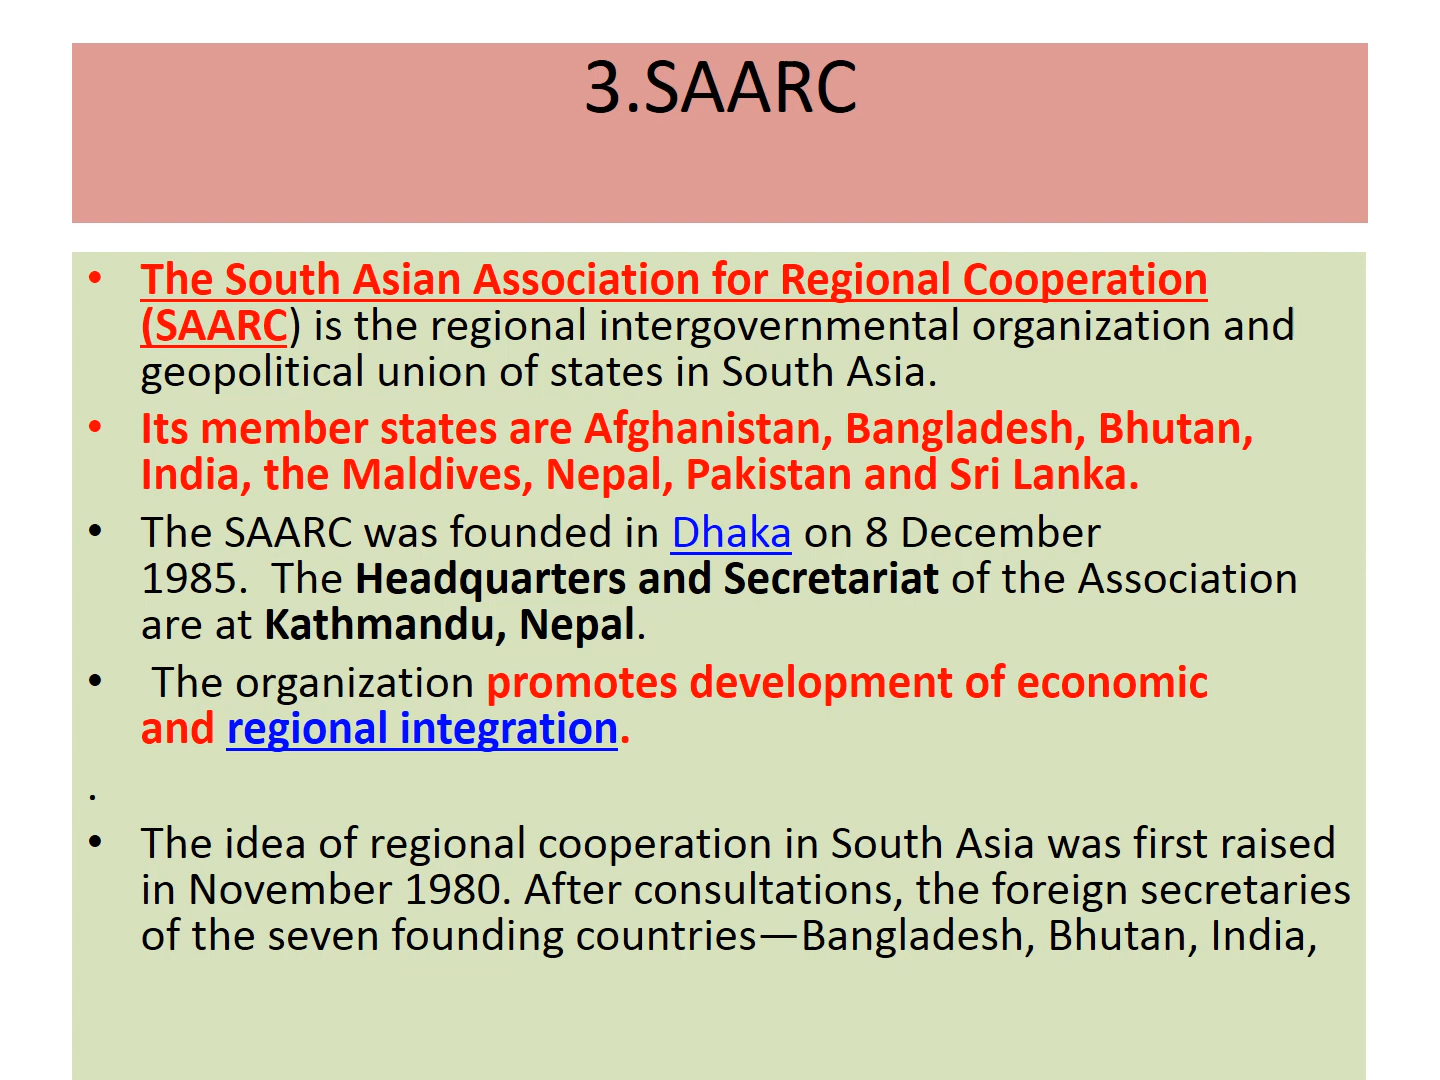 3.SAARC
• The South Asian Association for Regional Cooperation
(SAARC) is the regional intergovernmental organization and
geopolitical union of states in South Asia.
• Its member states are Afghanistan, Bangladesh, Bhutan,
India, the Maldives, Nepal, Pakistan and Sri Lanka.
• The SAARC was founded in Dhaka on 8 December
1985.  The Headquarters and Secretariat of the Association
are at Kathmandu, Nepal.
•  The organization promotes development of economic
and regional integration.
.
• The idea of regional cooperation in South Asia was first raised
in November 1980. After consultations, the foreign secretaries
of the seven founding countries—Bangladesh, Bhutan, India,